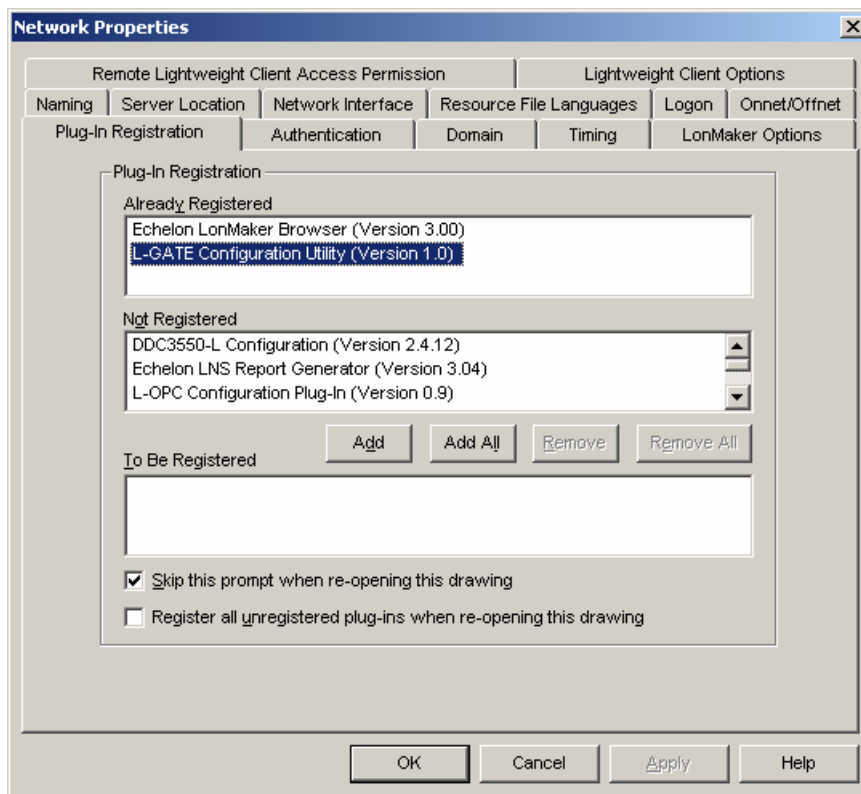 Network Properties
Remote Lightweight Client Access Permission
Lightweight Client Options
Naming
Server Location
Network Interface
Resource File Languages
Logon
Onnet/Offnet
Plug-In Registration
Authentication
Domain
Timing
LonMaker Options
Plug-In Registration
Already Registered
Echelon LonMaker Browser (Version 3.00)
L-GATE Configuration Utility (Version 1.0)
Not Registered
DDC3550-L Configuration (Version 2.4.12)
Echelon LNS Report Generator (Version 3.04)
L-OPC Configuration Plug-In (Version 0.9)
Add
Add All
Remove
Remove All
To Be Registered
Skip this prompt when re-opening this drawing
Register all unregistered plug-ins when re-opening this drawing
OK
Cancel
Apply
Help